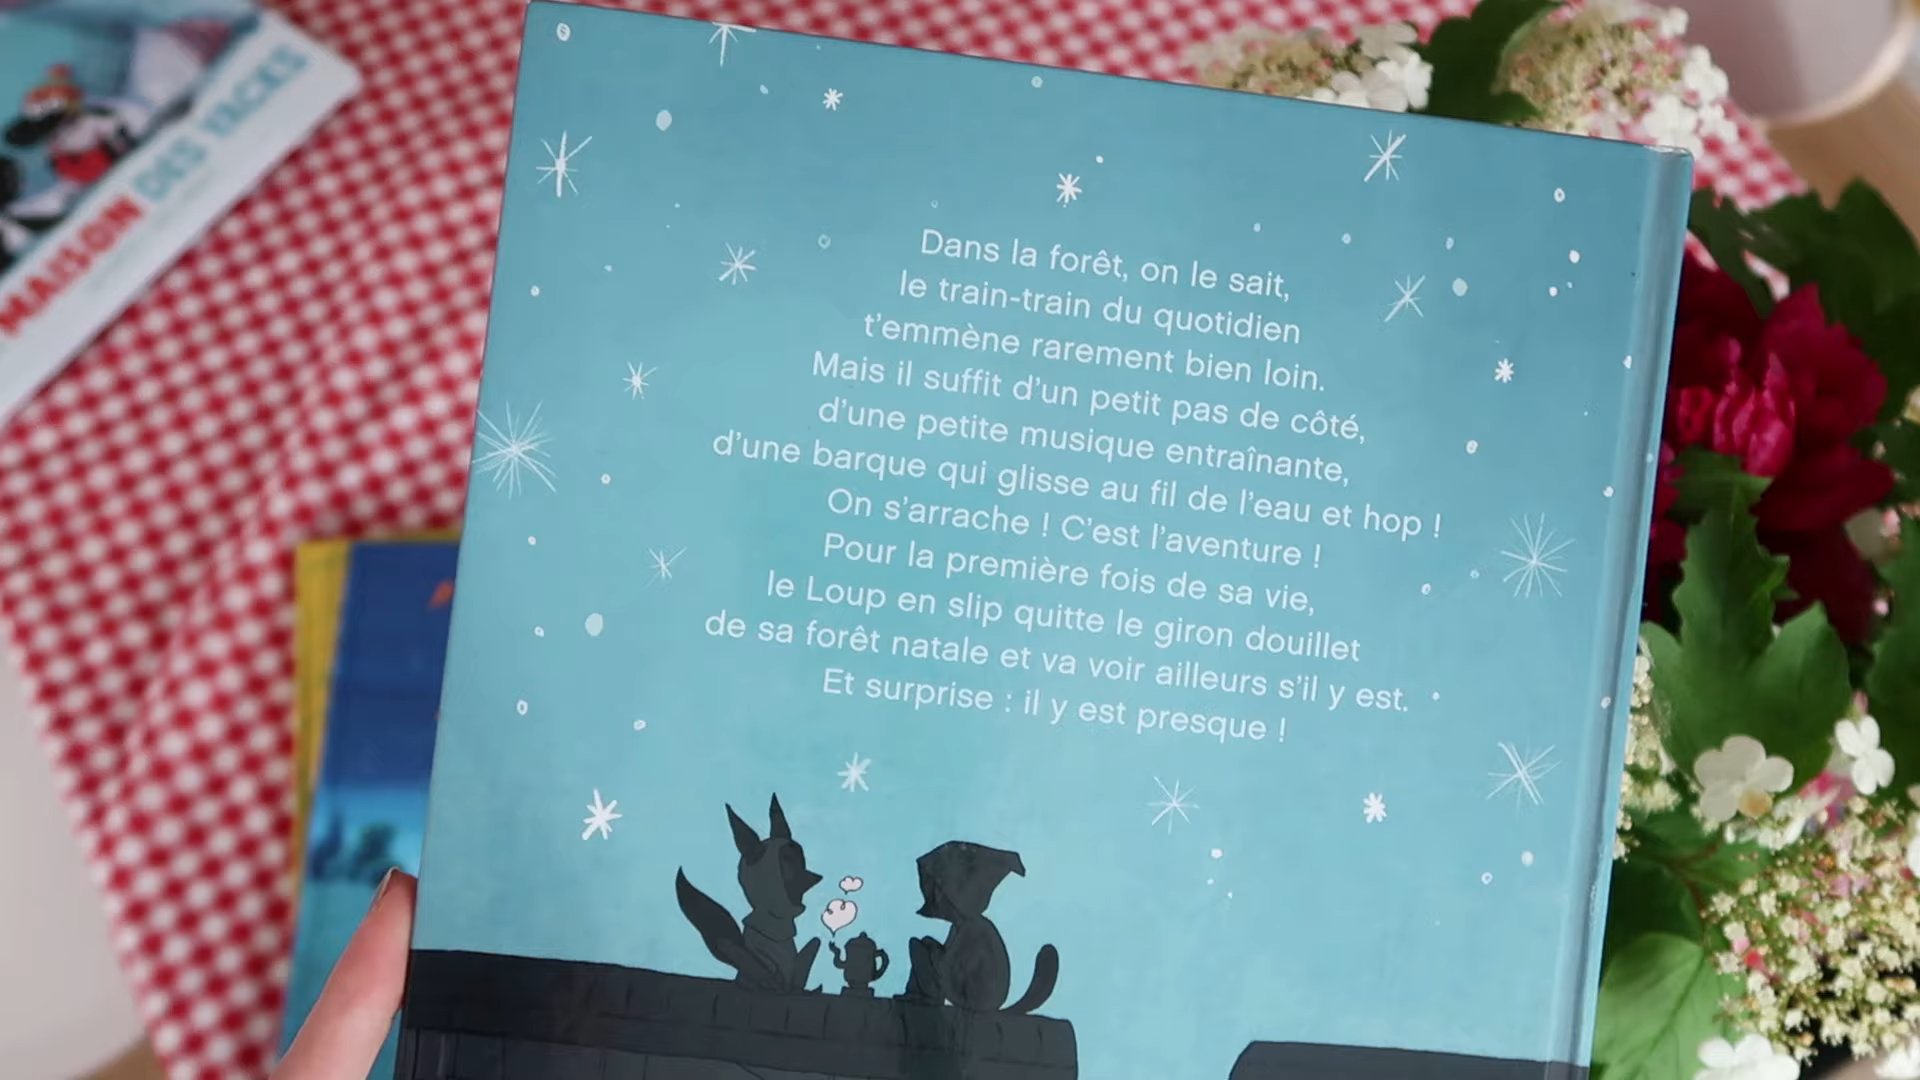 MAISON DES FACKS
Dans la forêt, on le sait,
le train-train du quotidien
t'emmène rarement bien loin.
Mais il suffit d'un petit pas de côté,
d'une petite musique entraînante,
d'une barque qui glisse au fil de l'eau et hop !
On s'arrache ! C'est l'aventure !
Pour la première fois de sa vie,
le Loup en slip quitte le giron douillet
de sa forêt natale et va voir ailleurs s'il y est.
Et surprise : il y est presque !